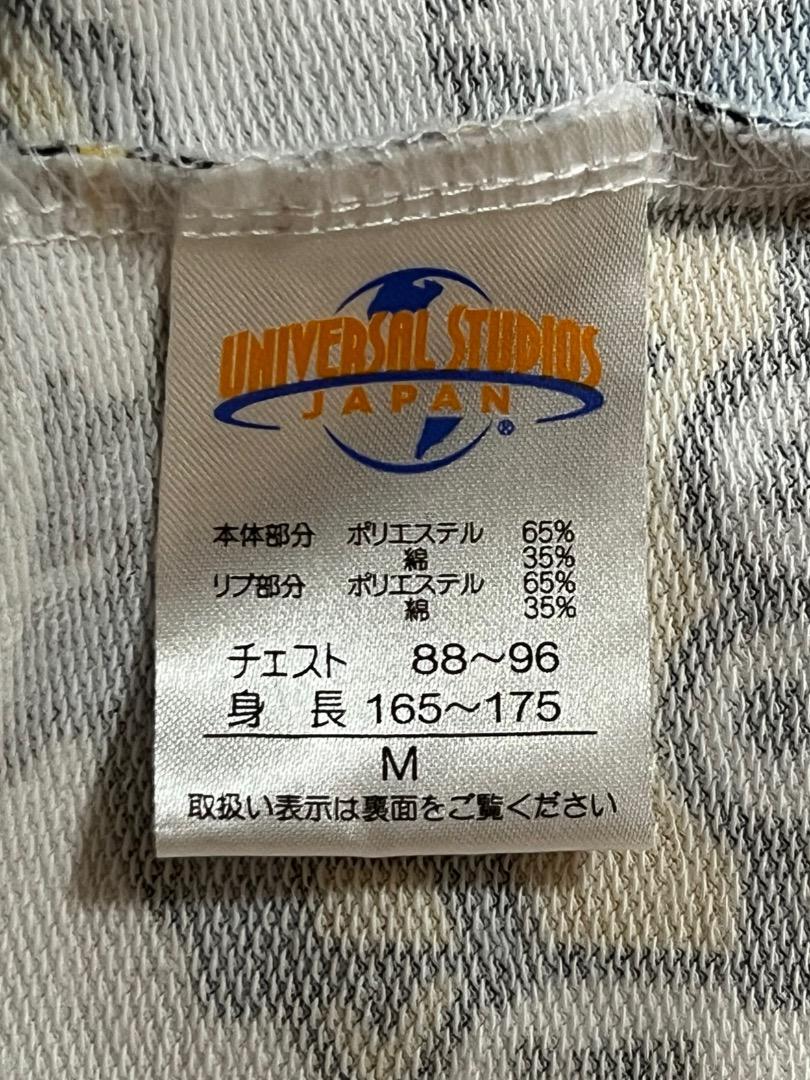 UNIVERSAL STUDIOS
JAPAN
®
本体部分 ポリエステル 65%
綿 35%
リブ部分 ポリエステル 65%
綿 35%
チェスト 88～96
身 長 165～175
M
取扱い表示は裏面をご覧ください